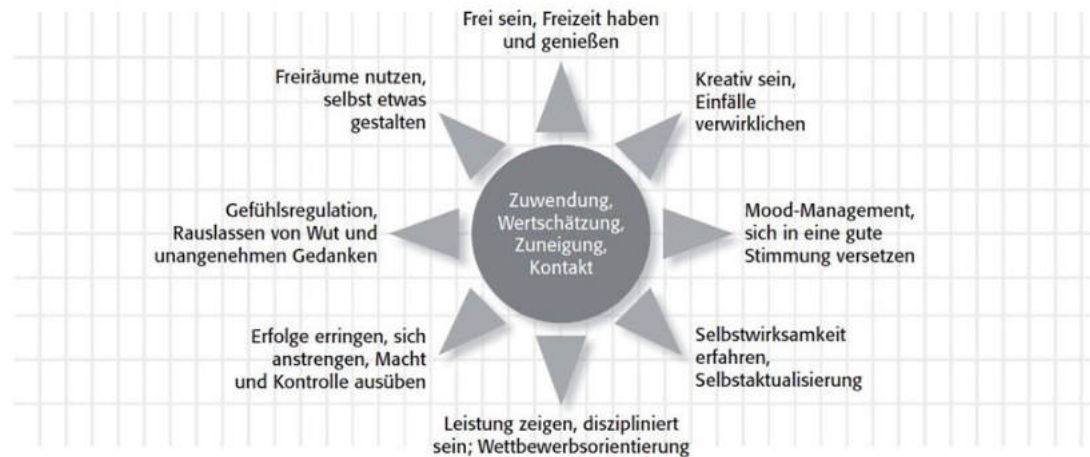 Frei sein, Freizeit haben
und genießen
Freiräume nutzen,
selbst etwas
gestalten
Kreativ sein,
Einfälle
verwirklichen
Gefühlsregulation,
Rauslassen von Wut und
unangenehmen Gedanken
Zuwendung,
Wertschätzung,
Zuneigung,
Kontakt
Mood-Management,
sich in eine gute
Stimmung versetzen
Erfolge erringen, sich
anstrengen, Macht
und Kontrolle ausüben
Selbstwirksamkeit
erfahren,
Selbstaktualisierung
Leistung zeigen, diszipliniert
sein; Wettbewerbsorientierung